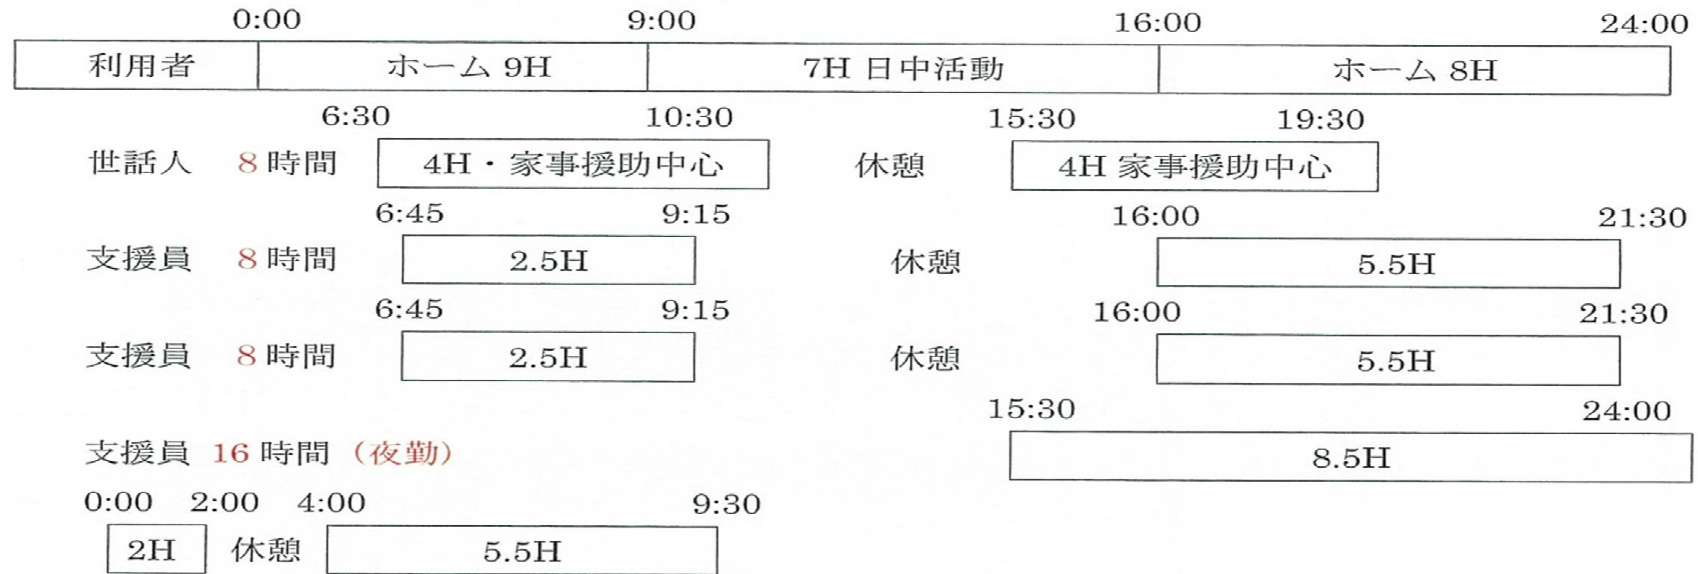 0:00 9:00 16:00 24:00
利用者 ホーム 9H 7H 日中活動 ホーム 8H
6:30 10:30 15:30 19:30
世話人 8 時間 4H・家事援助中心 休憩 4H 家事援助中心
6:45 9:15 16:00 21:30
支援員 8 時間 2.5H 休憩 5.5H
6:45 9:15 16:00 21:30
支援員 8 時間 2.5H 休憩 5.5H
15:30 24:00
支援員 16 時間（夜勤） 8.5H
0:00 2:00 4:00 9:30
2H 休憩 5.5H